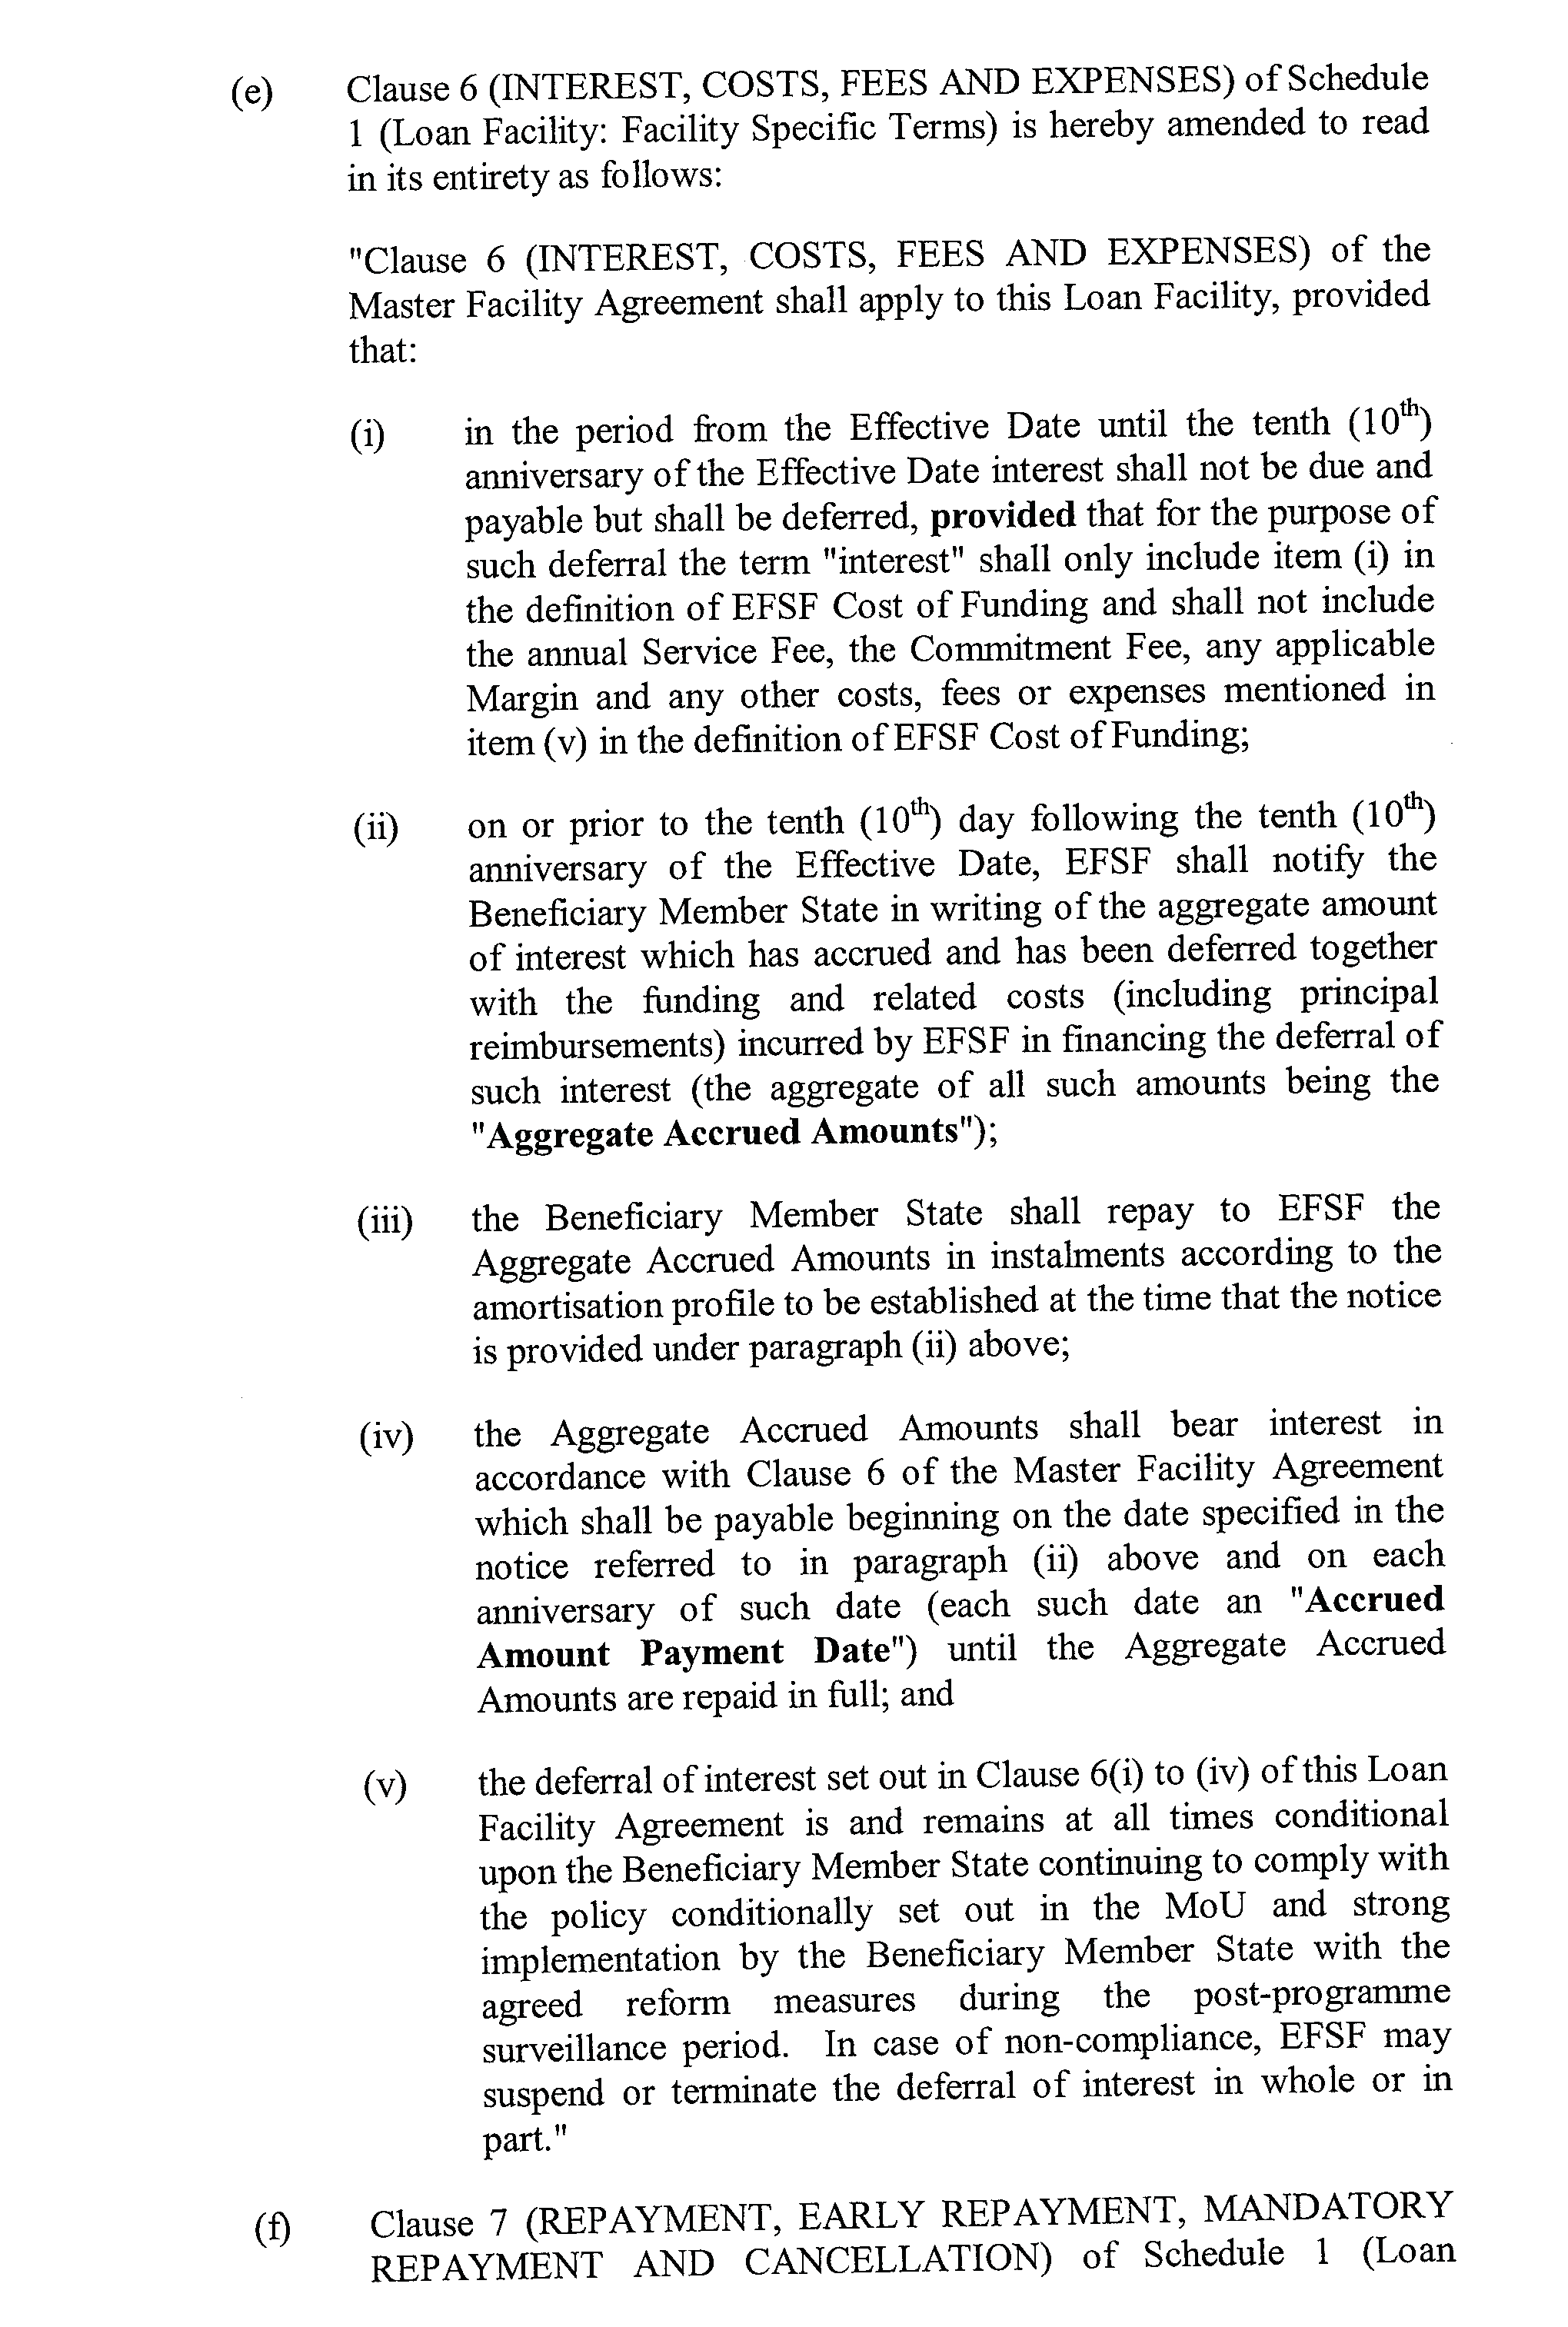 (e) Clause 6 (INTEREST, COSTS, FEES AND EXPENSES) of Schedule
1 (Loan Facility: Facility Specific Terms) is hereby amended to read
in its entirety as follows:
"Clause 6 (INTEREST, COSTS, FEES AND EXPENSES) of the
Master Facility Agreement shall apply to this Loan Facility, provided
that:
(i) in the period from the Effective Date until the tenth (10th)
anniversary of the Effective Date interest shall not be due and
payable but shall be deferred, provided that for the purpose of
such deferral the term "interest" shall only include item (i) in
the definition of EFSF Cost of Funding and shall not include
the annual Service Fee, the Commitment Fee, any applicable
Margin and any other costs, fees or expenses mentioned in
item (v) in the definition of EFSF Cost of Funding;
(ii) on or prior to the tenth (10th) day following the tenth (10th)
anniversary of the Effective Date, EFSF shall notify the
Beneficiary Member State in writing of the aggregate amount
of interest which has accrued and has been deferred together
with the funding and related costs (including principal
reimbursements) incurred by EFSF in financing the deferral of
such interest (the aggregate of all such amounts being the
"Aggregate Accrued Amounts");
(iii) the Beneficiary Member State shall repay to EFSF the
Aggregate Accrued Amounts in instalments according to the
amortisation profile to be established at the time that the notice
is provided under paragraph (ii) above;
(iv) the Aggregate Accrued Amounts shall bear interest in
accordance with Clause 6 of the Master Facility Agreement
which shall be payable beginning on the date specified in the
notice referred to in paragraph (ii) above and on each
anniversary of such date (each such date an "Accrued
Amount Payment Date") until the Aggregate Accrued
Amounts are repaid in full; and
(v) the deferral of interest set out in Clause 6(i) to (iv) of this Loan
Facility Agreement is and remains at all times conditional
upon the Beneficiary Member State continuing to comply with
the policy conditionally set out in the MoU and strong
implementation by the Beneficiary Member State with the
agreed reform measures during the post-programme
surveillance period. In case of non-compliance, EFSF may
suspend or terminate the deferral of interest in whole or in
part."
(f) Clause 7 (REPAYMENT, EARLY REPAYMENT, MANDATORY
REPAYMENT AND CANCELLATION) of Schedule 1 (Loan